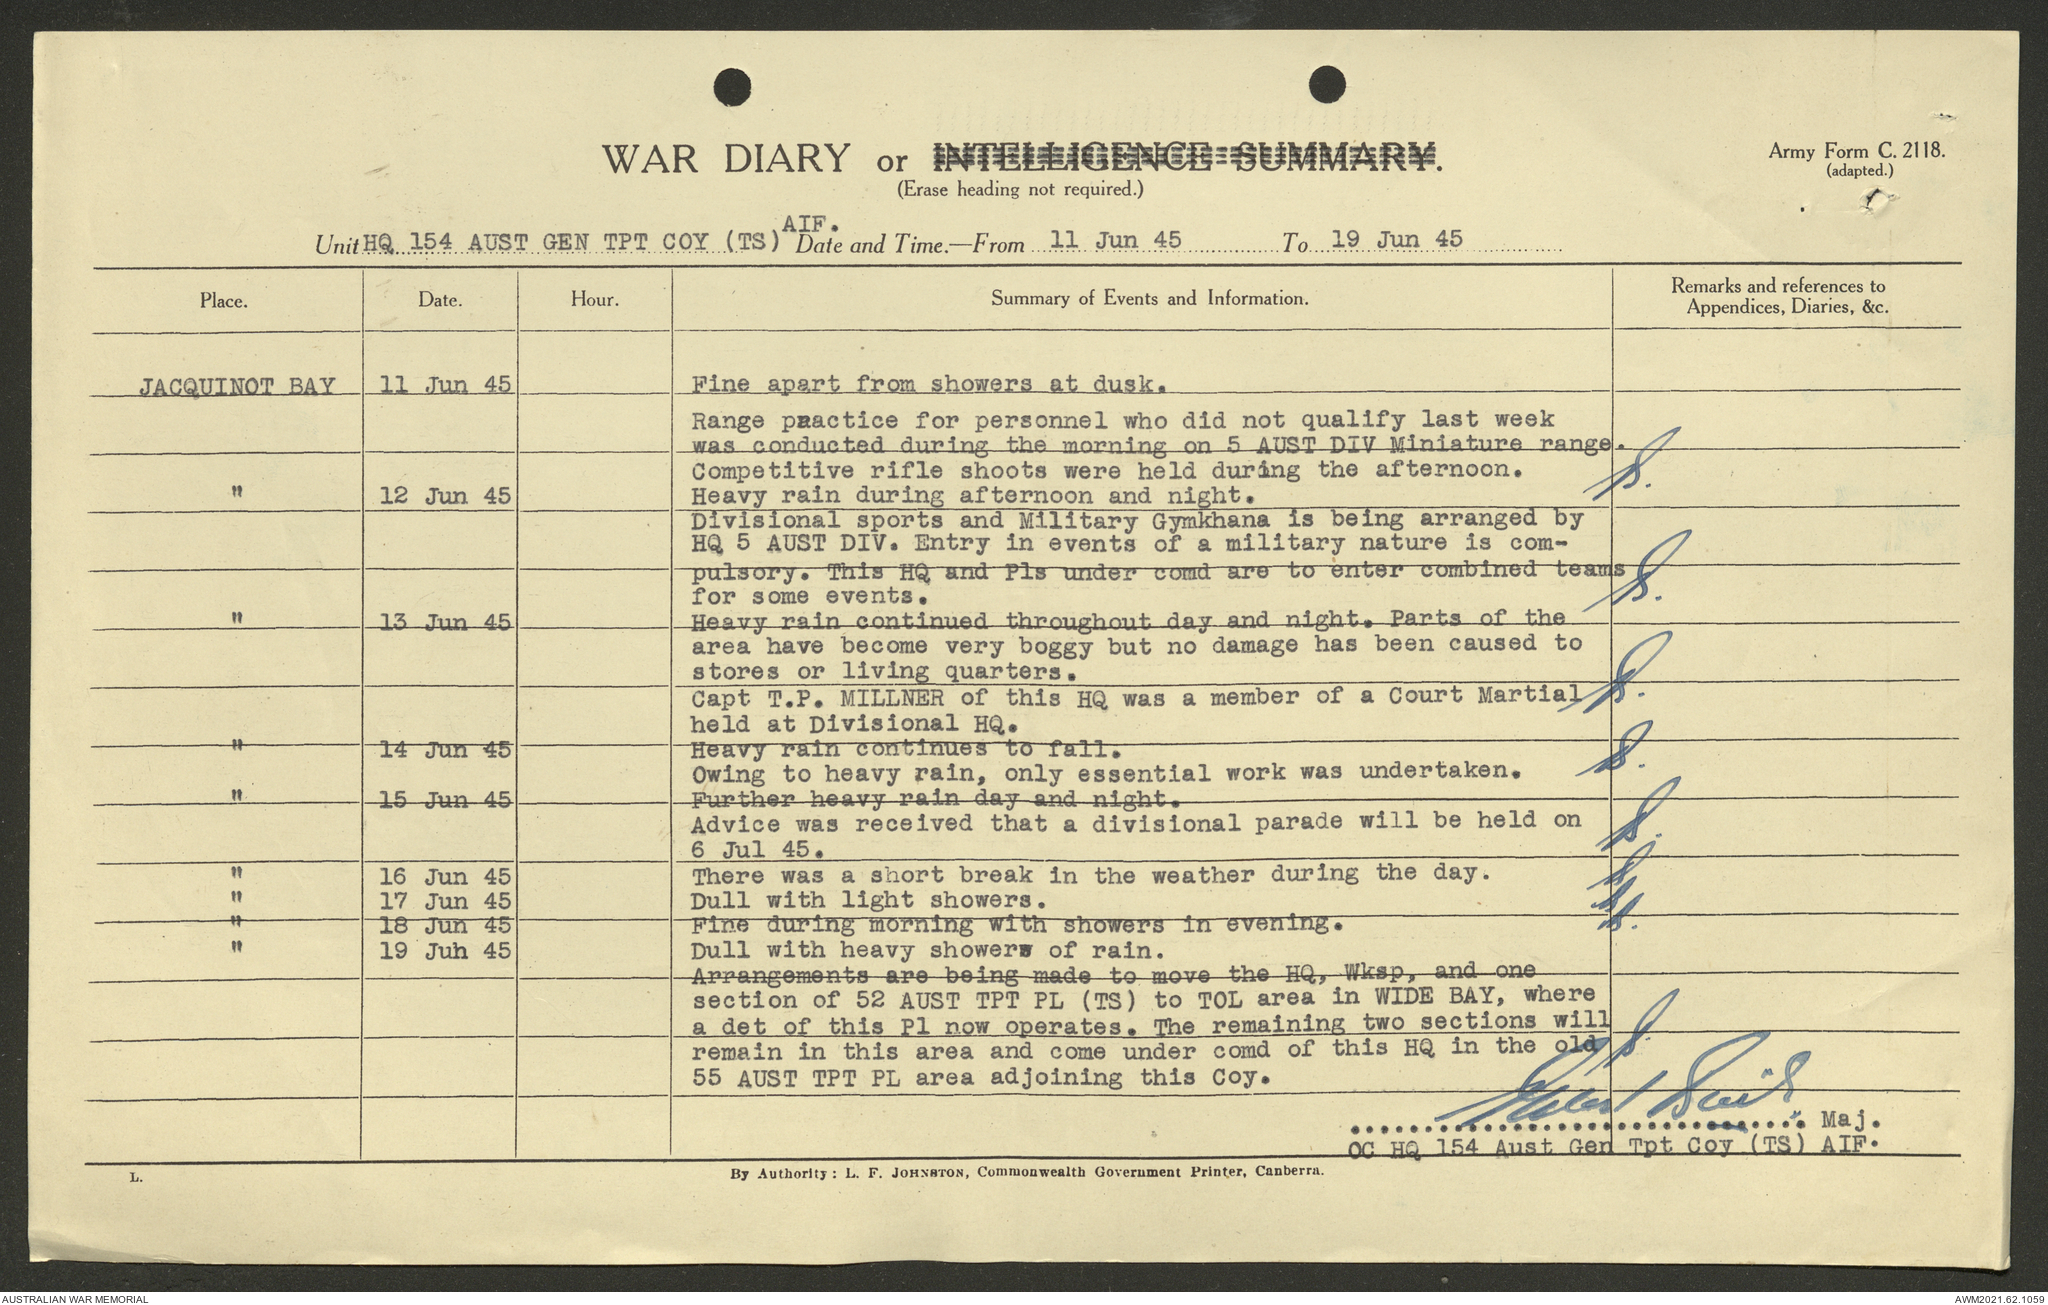 WAR DIARY or INTELLIGENCE SUMMARY.
(Erase heading not required.)
Army Form C. 2118.
(adapted.)
Unit HQ 154 AUST GEN TPT COY (TS) AIF. Date and Time.—From 11 Jun 45 To 19 Jun 45
Place. Date. Hour. Summary of Events and Information. Remarks and references to
Appendices, Diaries, &c.
JACQUINOT BAY 11 Jun 45 Fine apart from showers at dusk.
Range practice for personnel who did not qualify last week
was conducted during the morning on 5 AUST DIV Miniature range.
Competitive rifle shoots were held during the afternoon.
" 12 Jun 45 Heavy rain during afternoon and night.
Divisional sports and Military Gymkhana is being arranged by
HQ 5 AUST DIV. Entry in events of a military nature is com-
pulsory. This HQ and Pls under comd are to enter combined teams
for some events.
" 13 Jun 45 Heavy rain continued throughout day and night. Parts of the
area have become very boggy but no damage has been caused to
stores or living quarters.
Capt T.P. MILLNER of this HQ was a member of a Court Martial
held at Divisional HQ.
" 14 Jun 45 Heavy rain continues to fall.
Owing to heavy rain, only essential work was undertaken.
" 15 Jun 45 Further heavy rain day and night.
Advice was received that a divisional parade will be held on
6 Jul 45.
" 16 Jun 45 There was a short break in the weather during the day.
" 17 Jun 45 Dull with light showers.
" 18 Jun 45 Fine during morning with showers in evening.
" 19 Juh 45 Dull with heavy showers of rain.
Arrangements are being made to move the HQ, Wksp, and one
section of 52 AUST TPT PL (TS) to TOL area in WIDE BAY, where
a det of this Pl now operates. The remaining two sections will
remain in this area and come under comd of this HQ in the old
55 AUST TPT PL area adjoining this Coy.
Maj.
OC HQ 154 Aust Gen Tpt Coy (TS) AIF.
L.
By Authority: L. F. JOHNSTON, Commonwealth Government Printer, Canberra.
AUSTRALIAN WAR MEMORIAL
AWM2021.62.1059